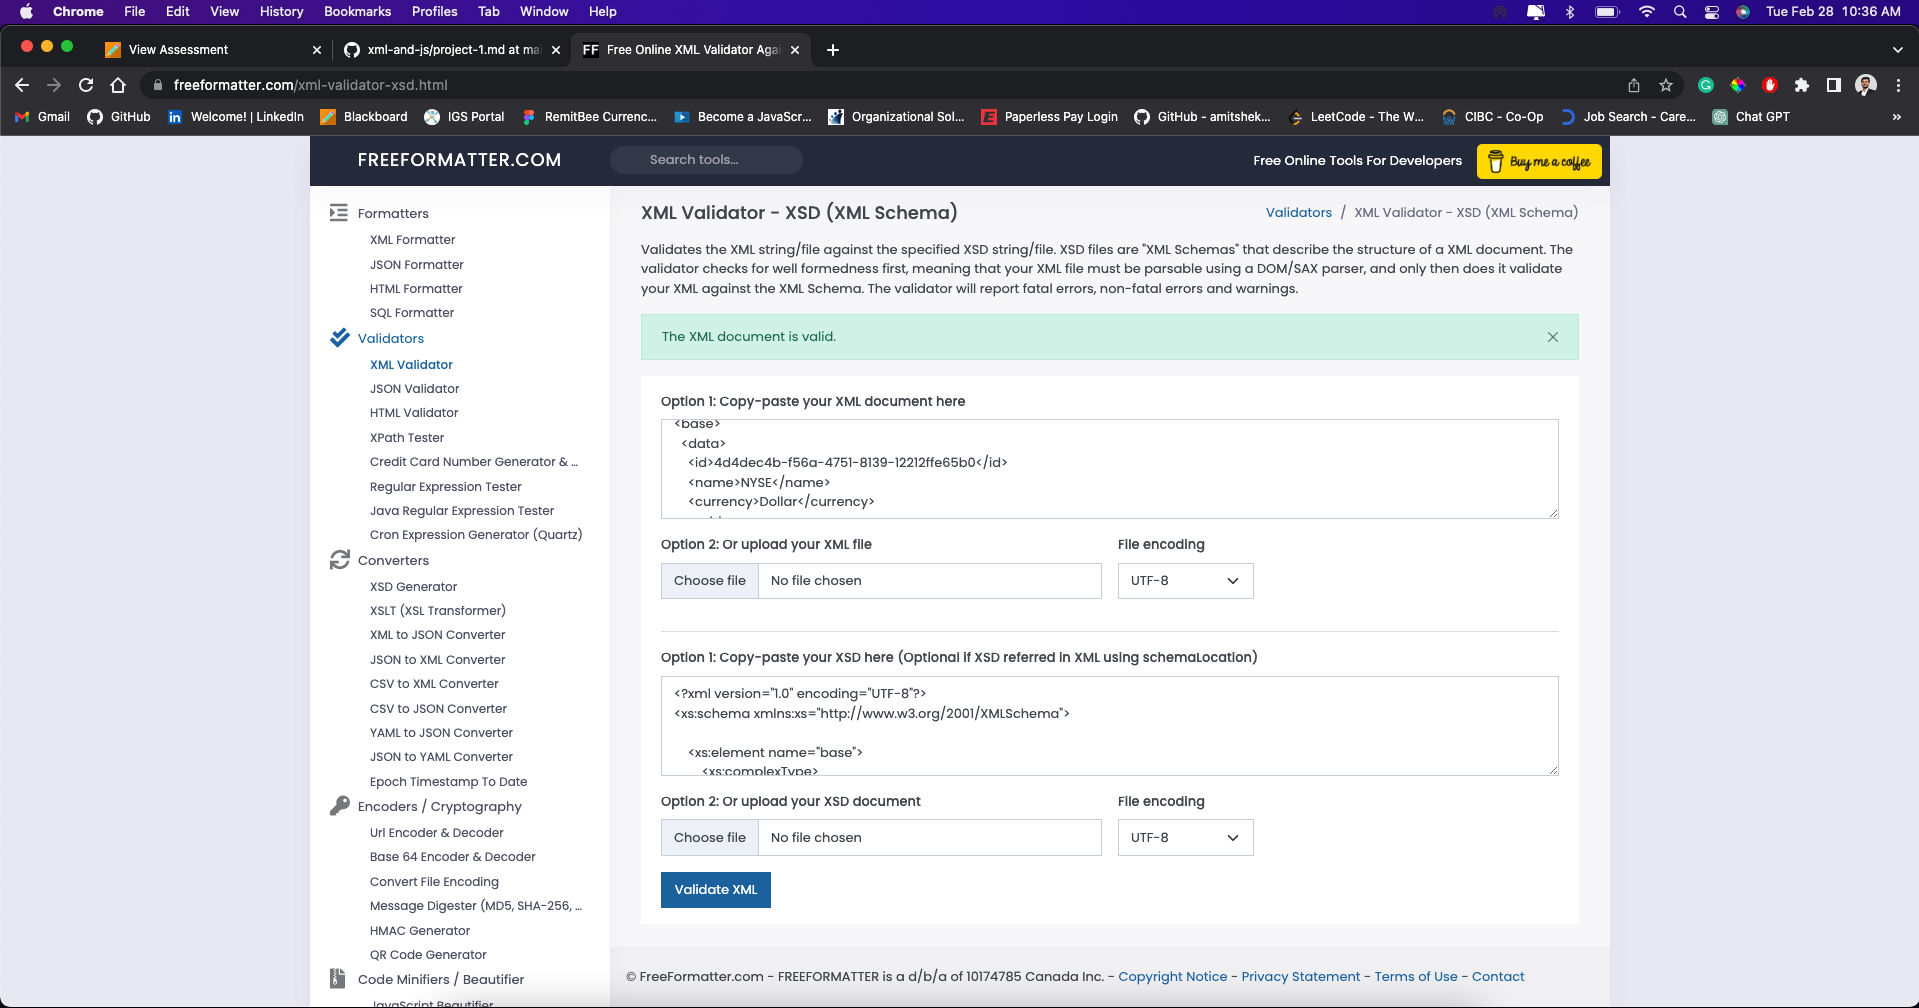 Chrome File Edit View History Bookmarks Profiles Tab Window Help
Tue Feb 28 10:36 AM
View Assessment
xml-and-js/project-1.md at mai
FF Free Online XML Validator Agai
freeformatter.com/xml-validator-xsd.html
Gmail
GitHub
in Welcome! | LinkedIn
Blackboard
IGS Portal
RemitBee Currenc...
Become a JavaScr...
Organizational Sol...
Paperless Pay Login
GitHub - amitshek...
LeetCode - The W...
CIBC - Co-Op
Job Search - Care...
Chat GPT
»
FREEFORMATTER.COM
Search tools...
Free Online Tools For Developers
Buy me a coffee
Formatters
XML Formatter
JSON Formatter
HTML Formatter
SQL Formatter
Validators
XML Validator
JSON Validator
HTML Validator
XPath Tester
Credit Card Number Generator & ...
Regular Expression Tester
Java Regular Expression Tester
Cron Expression Generator (Quartz)
Converters
XSD Generator
XSLT (XSL Transformer)
XML to JSON Converter
JSON to XML Converter
CSV to XML Converter
CSV to JSON Converter
YAML to JSON Converter
JSON to YAML Converter
Epoch Timestamp To Date
Encoders / Cryptography
Url Encoder & Decoder
Base 64 Encoder & Decoder
Convert File Encoding
Message Digester (MD5, SHA-256, ...
HMAC Generator
QR Code Generator
Code Minifiers / Beautifier
JavaScript Beautifier
XML Validator - XSD (XML Schema)
Validators / XML Validator - XSD (XML Schema)
Validates the XML string/file against the specified XSD string/file. XSD files are "XML Schemas" that describe the structure of a XML document. The
validator checks for well formedness first, meaning that your XML file must be parsable using a DOM/SAX parser, and only then does it validate
your XML against the XML Schema. The validator will report fatal errors, non-fatal errors and warnings.
The XML document is valid.
Option 1: Copy-paste your XML document here
<base>
<data>
<id>4d4dec4b-f56a-4751-8139-12212ffe65b0</id>
<name>NYSE</name>
<currency>Dollar</currency>
Option 2: Or upload your XML file
File encoding
Choose file No file chosen
UTF-8
Option 1: Copy-paste your XSD here (Optional if XSD referred in XML using schemaLocation)
<?xml version="1.0" encoding="UTF-8"?>
<xs:schema xmlns:xs="http://www.w3.org/2001/XMLSchema">
<xs:element name="base">
<xs:complexType>
Option 2: Or upload your XSD document
File encoding
Choose file No file chosen
UTF-8
Validate XML
© FreeFormatter.com - FREEFORMATTER is a d/b/a of 10174785 Canada Inc. - Copyright Notice - Privacy Statement - Terms of Use - Contact